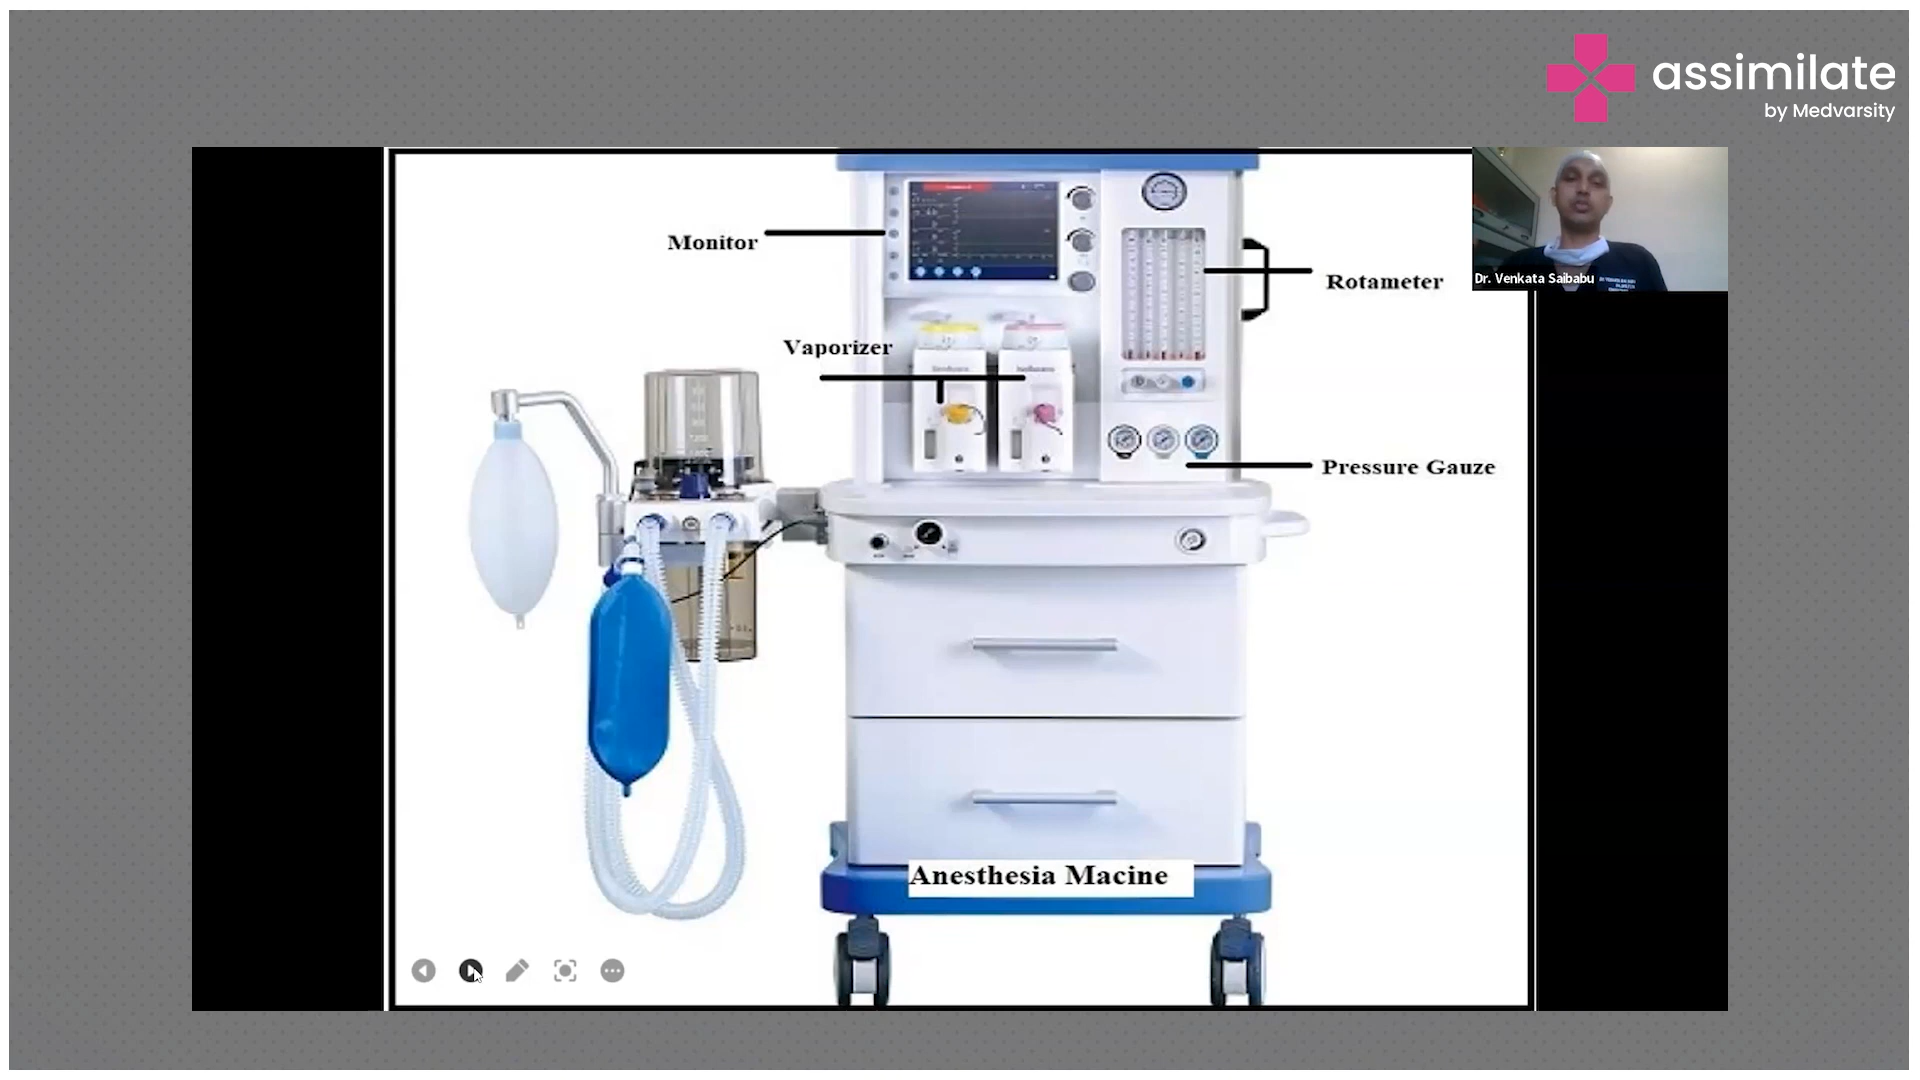 assimilate
by Medvarsity
Dr. Venkata Saibabu
Monitor
Rotameter
Vaporizer
Pressure Gauze
Anesthesia Macine